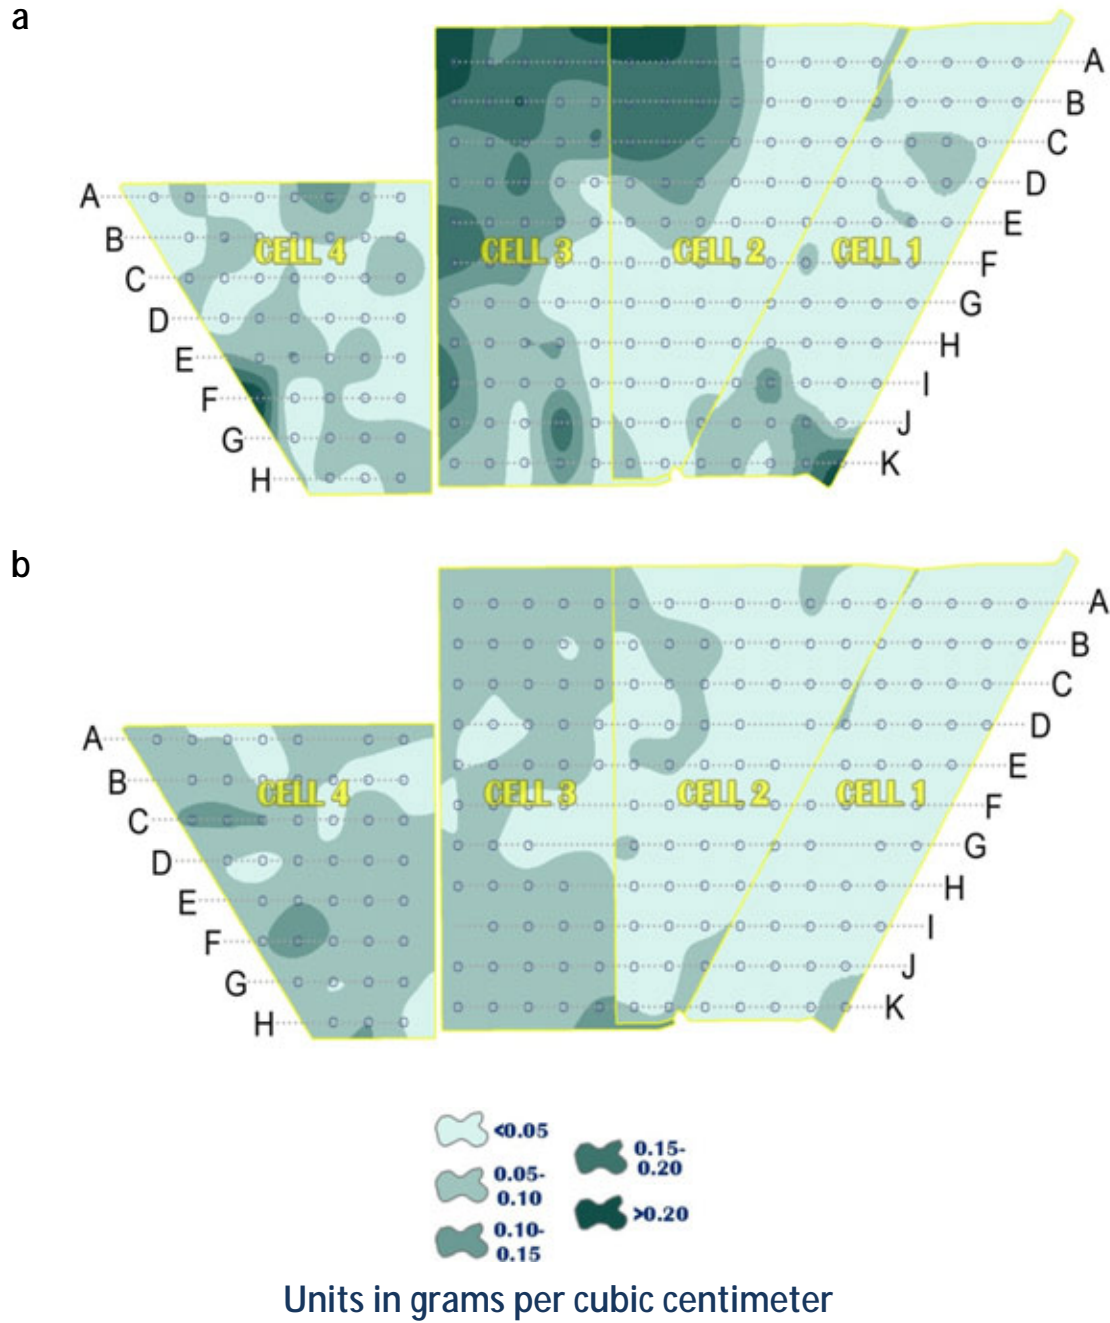 a
A
B
C
A
D
B
E
CELL 4
CELL 3
CELL 2
CELL 1
C
F
D
G
E
H
F
I
G
J
H
K
b
A
B
C
A
D
B
E
CELL 4
CELL 3
CELL 2
CELL 1
C
F
D
G
E
H
F
I
G
J
H
K
<0.05
0.15-
0.20
0.05-
0.10
>0.20
0.10-
0.15
Units in grams per cubic centimeter